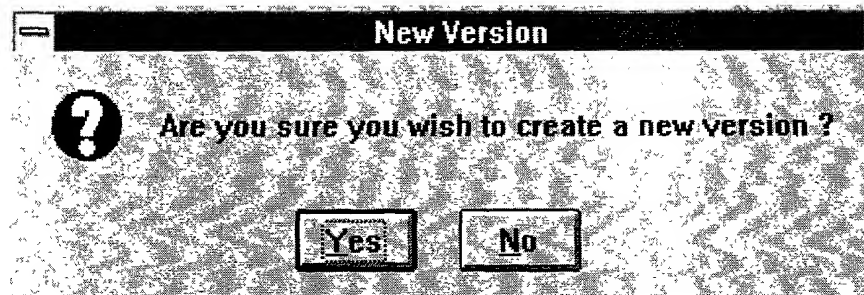 New Version
Are you sure you wish to create a new version ?
Yes
No